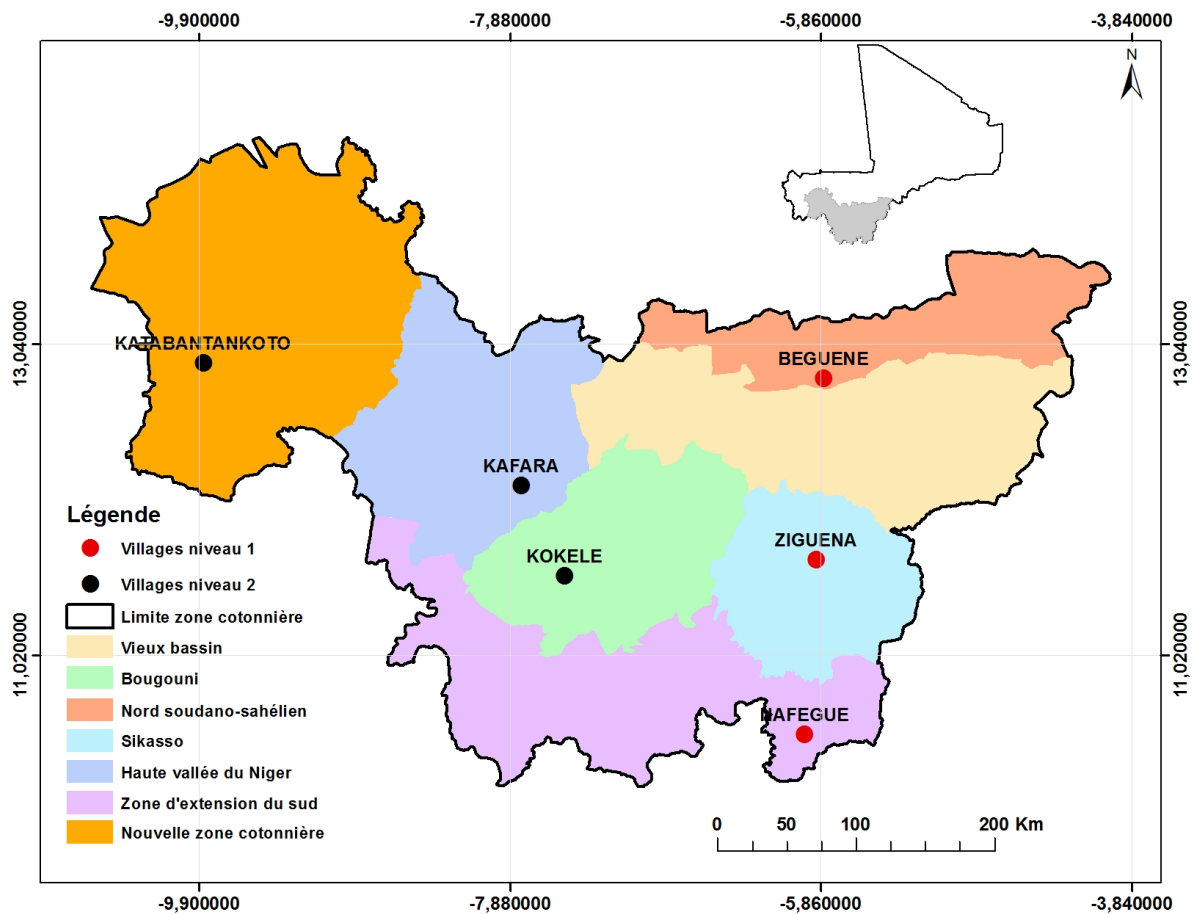 -9,900000 -7,880000 -5,860000 -3,840000
N
13,040000 13,040000
KATABANTANKOTO
BEGUENE
KAFARA
ZIGUENA
KOKELE
11,020000 11,020000
NAFEGUE
Légende
Villages niveau 1
Villages niveau 2
Limite zone cotonnière
Vieux bassin
Bougouni
Nord soudano-sahélien
Sikasso
Haute vallée du Niger
Zone d'extension du sud
Nouvelle zone cotonnière
0 50 100 200 Km
-9,900000 -7,880000 -5,860000 -3,840000